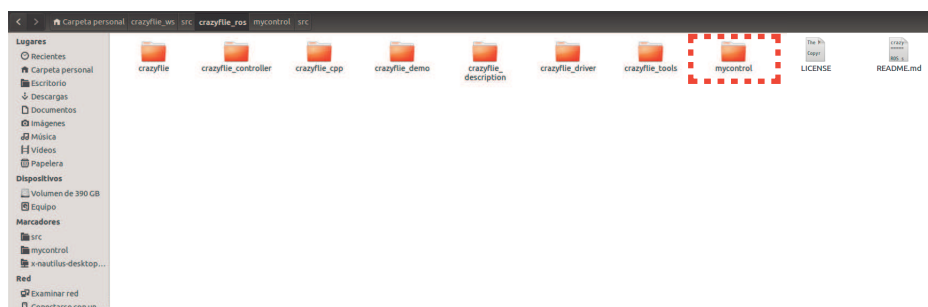 Carpeta personal crazyflie_ws src crazyflie_ros mycontrol src
Lugares
Recientes
Carpeta personal
Escritorio
Descargas
Documentos
Imágenes
Música
Vídeos
Papelera
Dispositivos
Volumen de 390 GB
Equipo
Marcadores
src
mycontrol
x-nautilus-desktop...
Red
Examinar red
crazyflie crazyflie_controller crazyflie_cpp crazyflie_demo crazyflie_ crazyflie_driver crazyflie_tools mycontrol LICENSE README.md
description